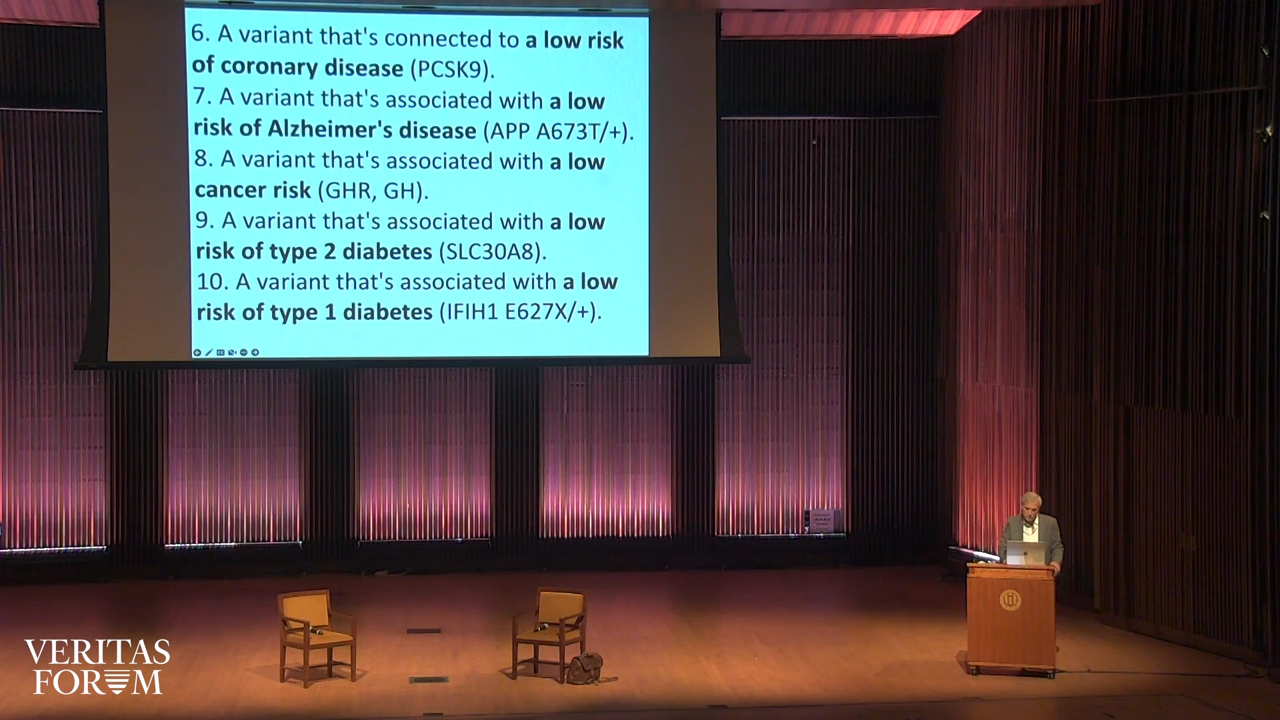 6. A variant that's connected to a low risk
of coronary disease (PCSK9).
7. A variant that's associated with a low
risk of Alzheimer's disease (APP A673T/+).
8. A variant that's associated with a low
cancer risk (GHR, GH).
9. A variant that's associated with a low
risk of type 2 diabetes (SLC30A8).
10. A variant that's associated with a low
risk of type 1 diabetes (IFIH1 E627X/+).
VERITAS
FORUM